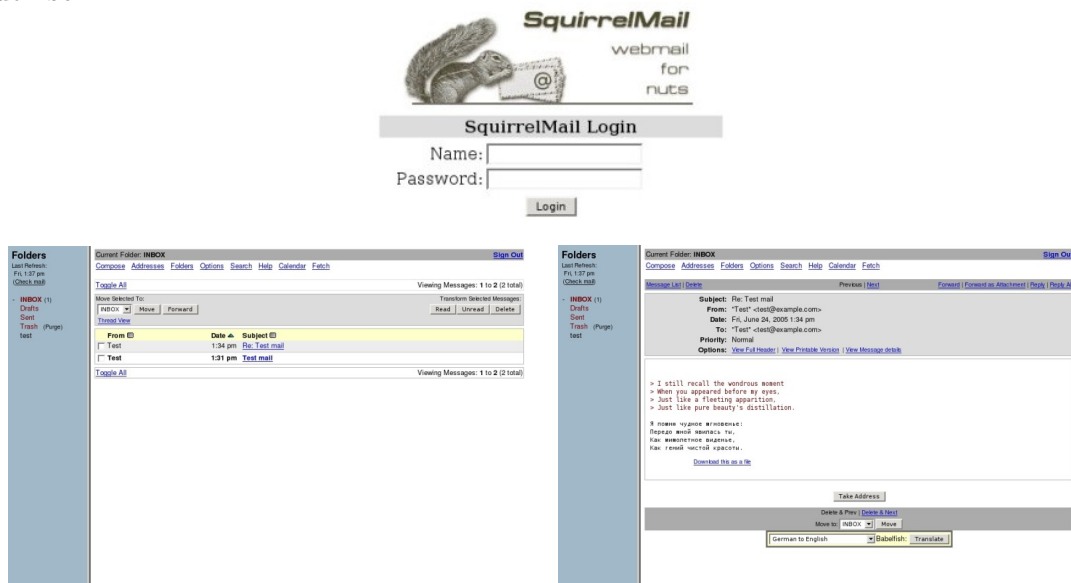 SquirrelMail
webmail
for
nuts
@
SquirrelMail Login
Name:
Password:
Login
Folders
Last Refresh:
Fri, 1:37 pm
(Check mail)
- INBOX (1)
Drafts
Sent
Trash (Purge)
test
Current Folder: INBOX Sign Out
Compose Addresses Folders Options Search Help Calendar Fetch
Toggle All Viewing Messages: 1 to 2 (2 total)
Move Selected To: Transform Selected Messages:
INBOX Move Forward Read Unread Delete
Thread View
From Date Subject
Test 1:34 pm Re: Test mail
Test 1:31 pm Test mail
Toggle All Viewing Messages: 1 to 2 (2 total)
Folders
Last Refresh:
Fri, 1:37 pm
(Check mail)
- INBOX (1)
Drafts
Sent
Trash (Purge)
test
Current Folder: INBOX Sign Out
Compose Addresses Folders Options Search Help Calendar Fetch
Message List | Delete Previous | Next Forward | Forward as Attachment | Reply | Reply All
Subject: Re: Test mail
From: "Test" <test@example.com>
Date: Fri, June 24, 2005 1:34 pm
To: "Test" <test@example.com>
Priority: Normal
Options: View Full Header | View Printable Version | View Message details
> I still recall the wondrous moment
> When you appeared before my eyes,
> Just like a fleeting apparition,
> Just like pure beauty's distillation.
Я помню чудное мгновенье:
Передо мной явилась ты,
Как мимолетное виденье,
Как гений чистой красоты.
Download this as a file
Take Address
Delete & Prev | Delete & Next
Move to: INBOX Move
German to English Babelfish: Translate